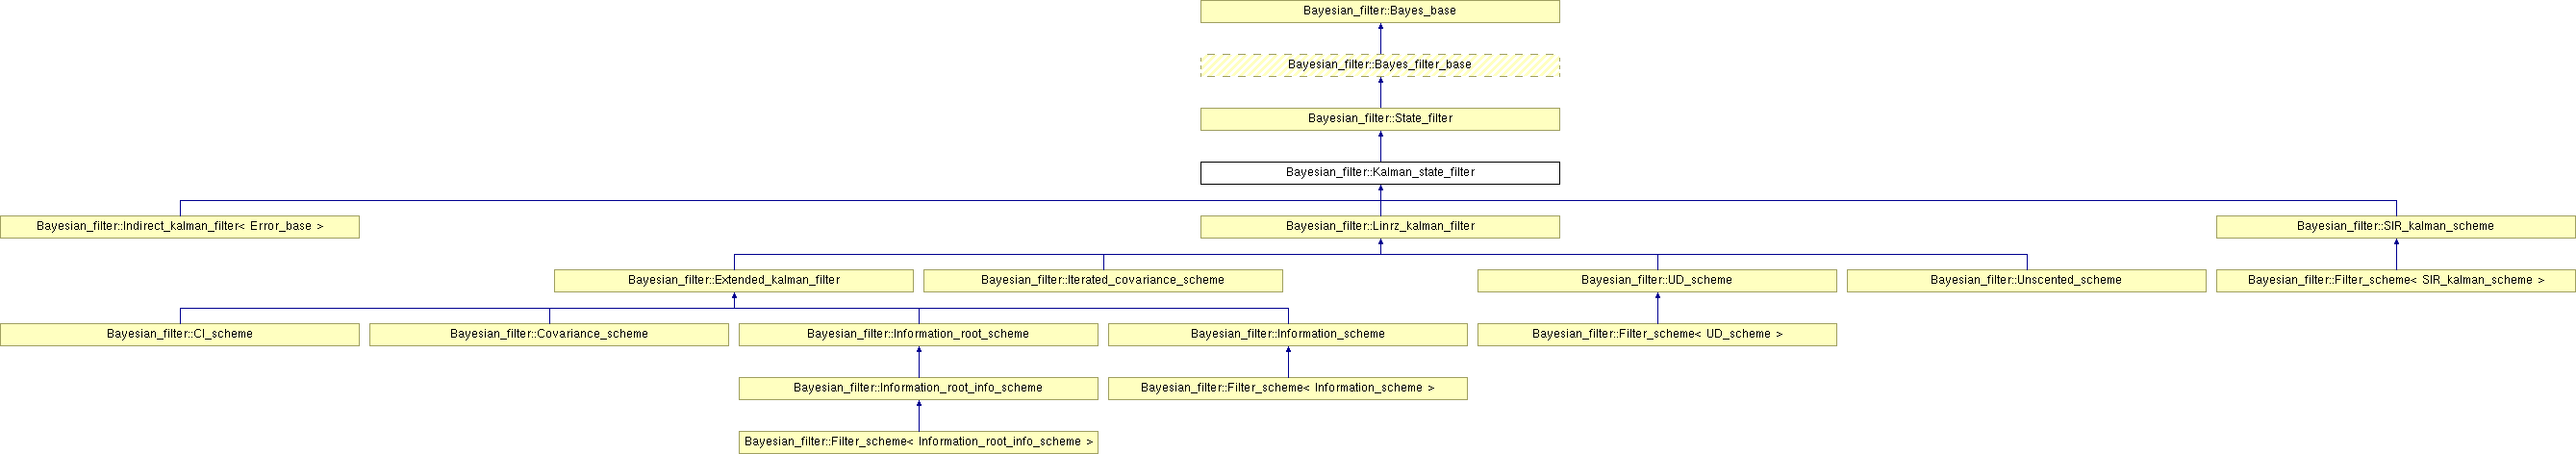 Bayesian_filter::Bayes_base
Bayesian_filter::Bayes_filter_base
Bayesian_filter::State_filter
Bayesian_filter::Kalman_state_filter
Bayesian_filter::Indirect_kalman_filter< Error_base >
Bayesian_filter::Linrz_kalman_filter
Bayesian_filter::SIR_kalman_scheme
Bayesian_filter::Extended_kalman_filter
Bayesian_filter::Iterated_covariance_scheme
Bayesian_filter::UD_scheme
Bayesian_filter::Unscented_scheme
Bayesian_filter::Filter_scheme< SIR_kalman_scheme >
Bayesian_filter::CI_scheme
Bayesian_filter::Covariance_scheme
Bayesian_filter::Information_root_scheme
Bayesian_filter::Information_scheme
Bayesian_filter::Filter_scheme< UD_scheme >
Bayesian_filter::Information_root_info_scheme
Bayesian_filter::Filter_scheme< Information_scheme >
Bayesian_filter::Filter_scheme< Information_root_info_scheme >